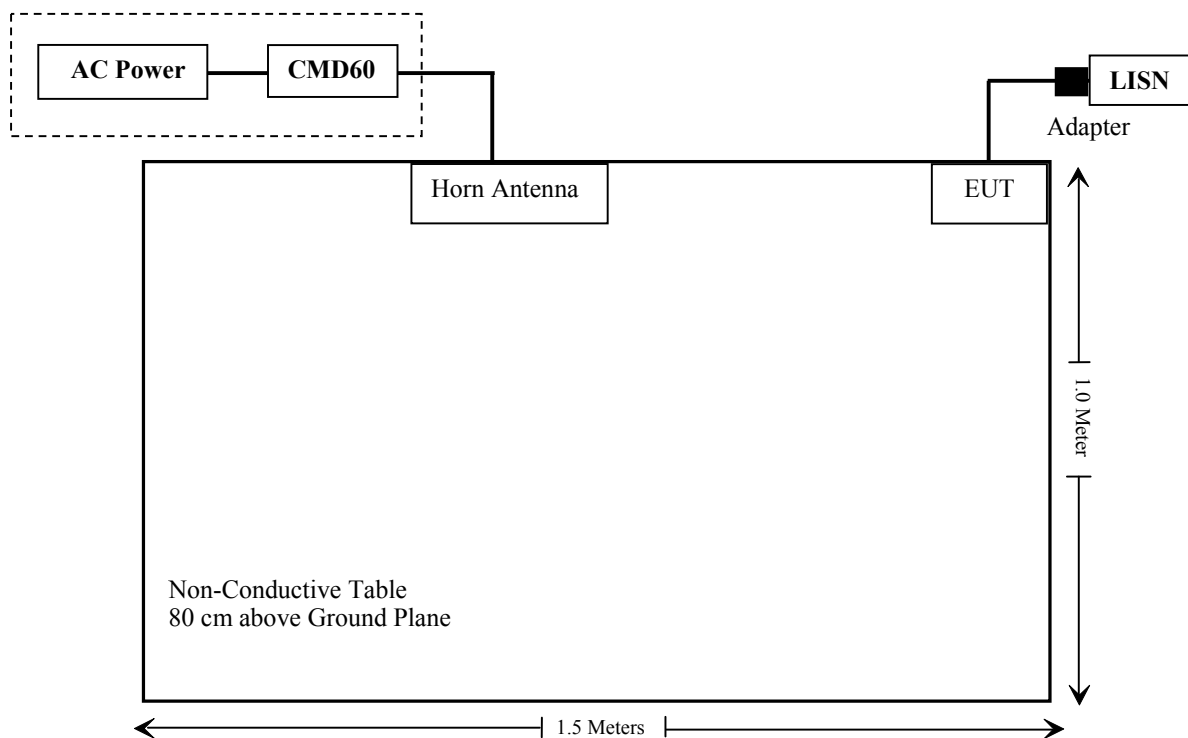 AC Power
CMD60
LISN
Adapter
Horn Antenna
EUT
1.0 Meter
Non-Conductive Table
80 cm above Ground Plane
1.5 Meters